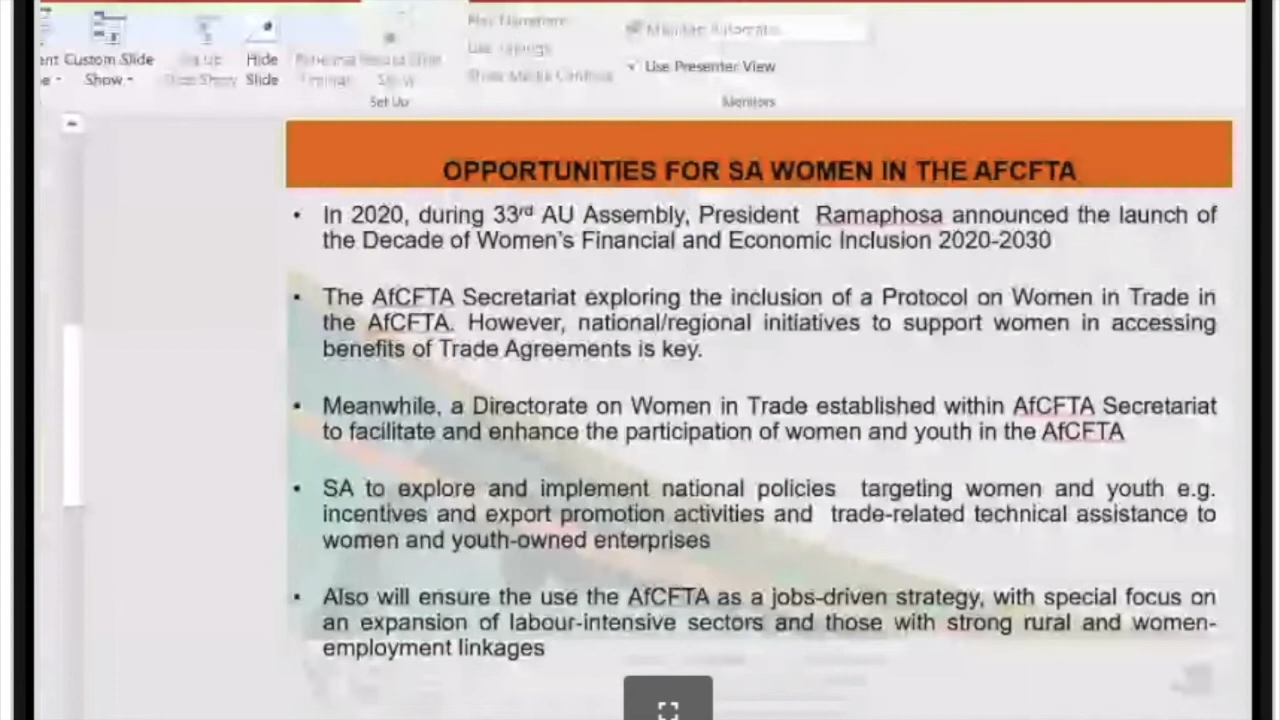 Custom Slide
Show
Hide
Slide
Use Presenter View
Set Up
Monitors
OPPORTUNITIES FOR SA WOMEN IN THE AFCFTA
• In 2020, during 33rd AU Assembly, President Ramaphosa announced the launch of
the Decade of Women's Financial and Economic Inclusion 2020-2030
• The AfCFTA Secretariat exploring the inclusion of a Protocol on Women in Trade in
the AfCFTA. However, national/regional initiatives to support women in accessing
benefits of Trade Agreements is key.
• Meanwhile, a Directorate on Women in Trade established within AfCFTA Secretariat
to facilitate and enhance the participation of women and youth in the AfCFTA
• SA to explore and implement national policies targeting women and youth e.g.
incentives and export promotion activities and trade-related technical assistance to
women and youth-owned enterprises
• Also will ensure the use the AfCFTA as a jobs-driven strategy, with special focus on
an expansion of labour-intensive sectors and those with strong rural and women-
employment linkages